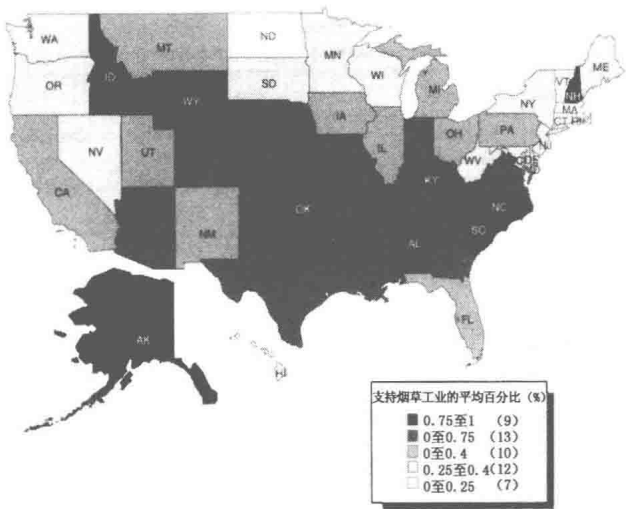 WA
MT
ND
MN
ME
VT
NH
OR
ID
SD
WI
MI
NY
MA
CT
WY
IA
PA
OH
NV
UT
IL
WV
CA
KY
NC
OK
SC
NM
AL
AK
FL
HI
支持烟草工业的平均百分比(%)
0.75至1 (9)
0至0.75 (13)
0至0.4 (10)
0.25至0.4(12)
0至0.25 (7)